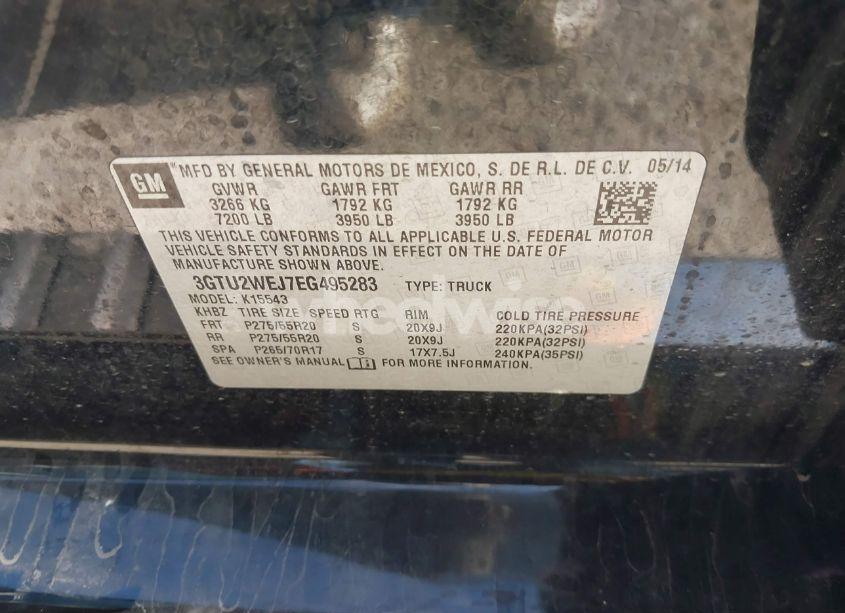 GM
MFD BY GENERAL MOTORS DE MEXICO, S. DE R.L. DE C.V. 05/14
GVWR GAWR FRT GAWR RR
3266 KG 1792 KG 1792 KG
7200 LB 3950 LB 3950 LB
THIS VEHICLE CONFORMS TO ALL APPLICABLE U.S. FEDERAL MOTOR
VEHICLE SAFETY STANDARDS IN EFFECT ON THE DATE OF
MANUFACTURE SHOWN ABOVE.
3GTU2WEJ7EG495283 TYPE: TRUCK
MODEL: K15543
KHBZ TIRE SIZE SPEED RTG RIM COLD TIRE PRESSURE
FRT P275/55R20 S 20X9J 220KPA(32PSI)
RR P275/55R20 S 20X9J 220KPA(32PSI)
SPA P265/70R17 S 17X7.5J 240KPA(35PSI)
SEE OWNER'S MANUAL FOR MORE INFORMATION.